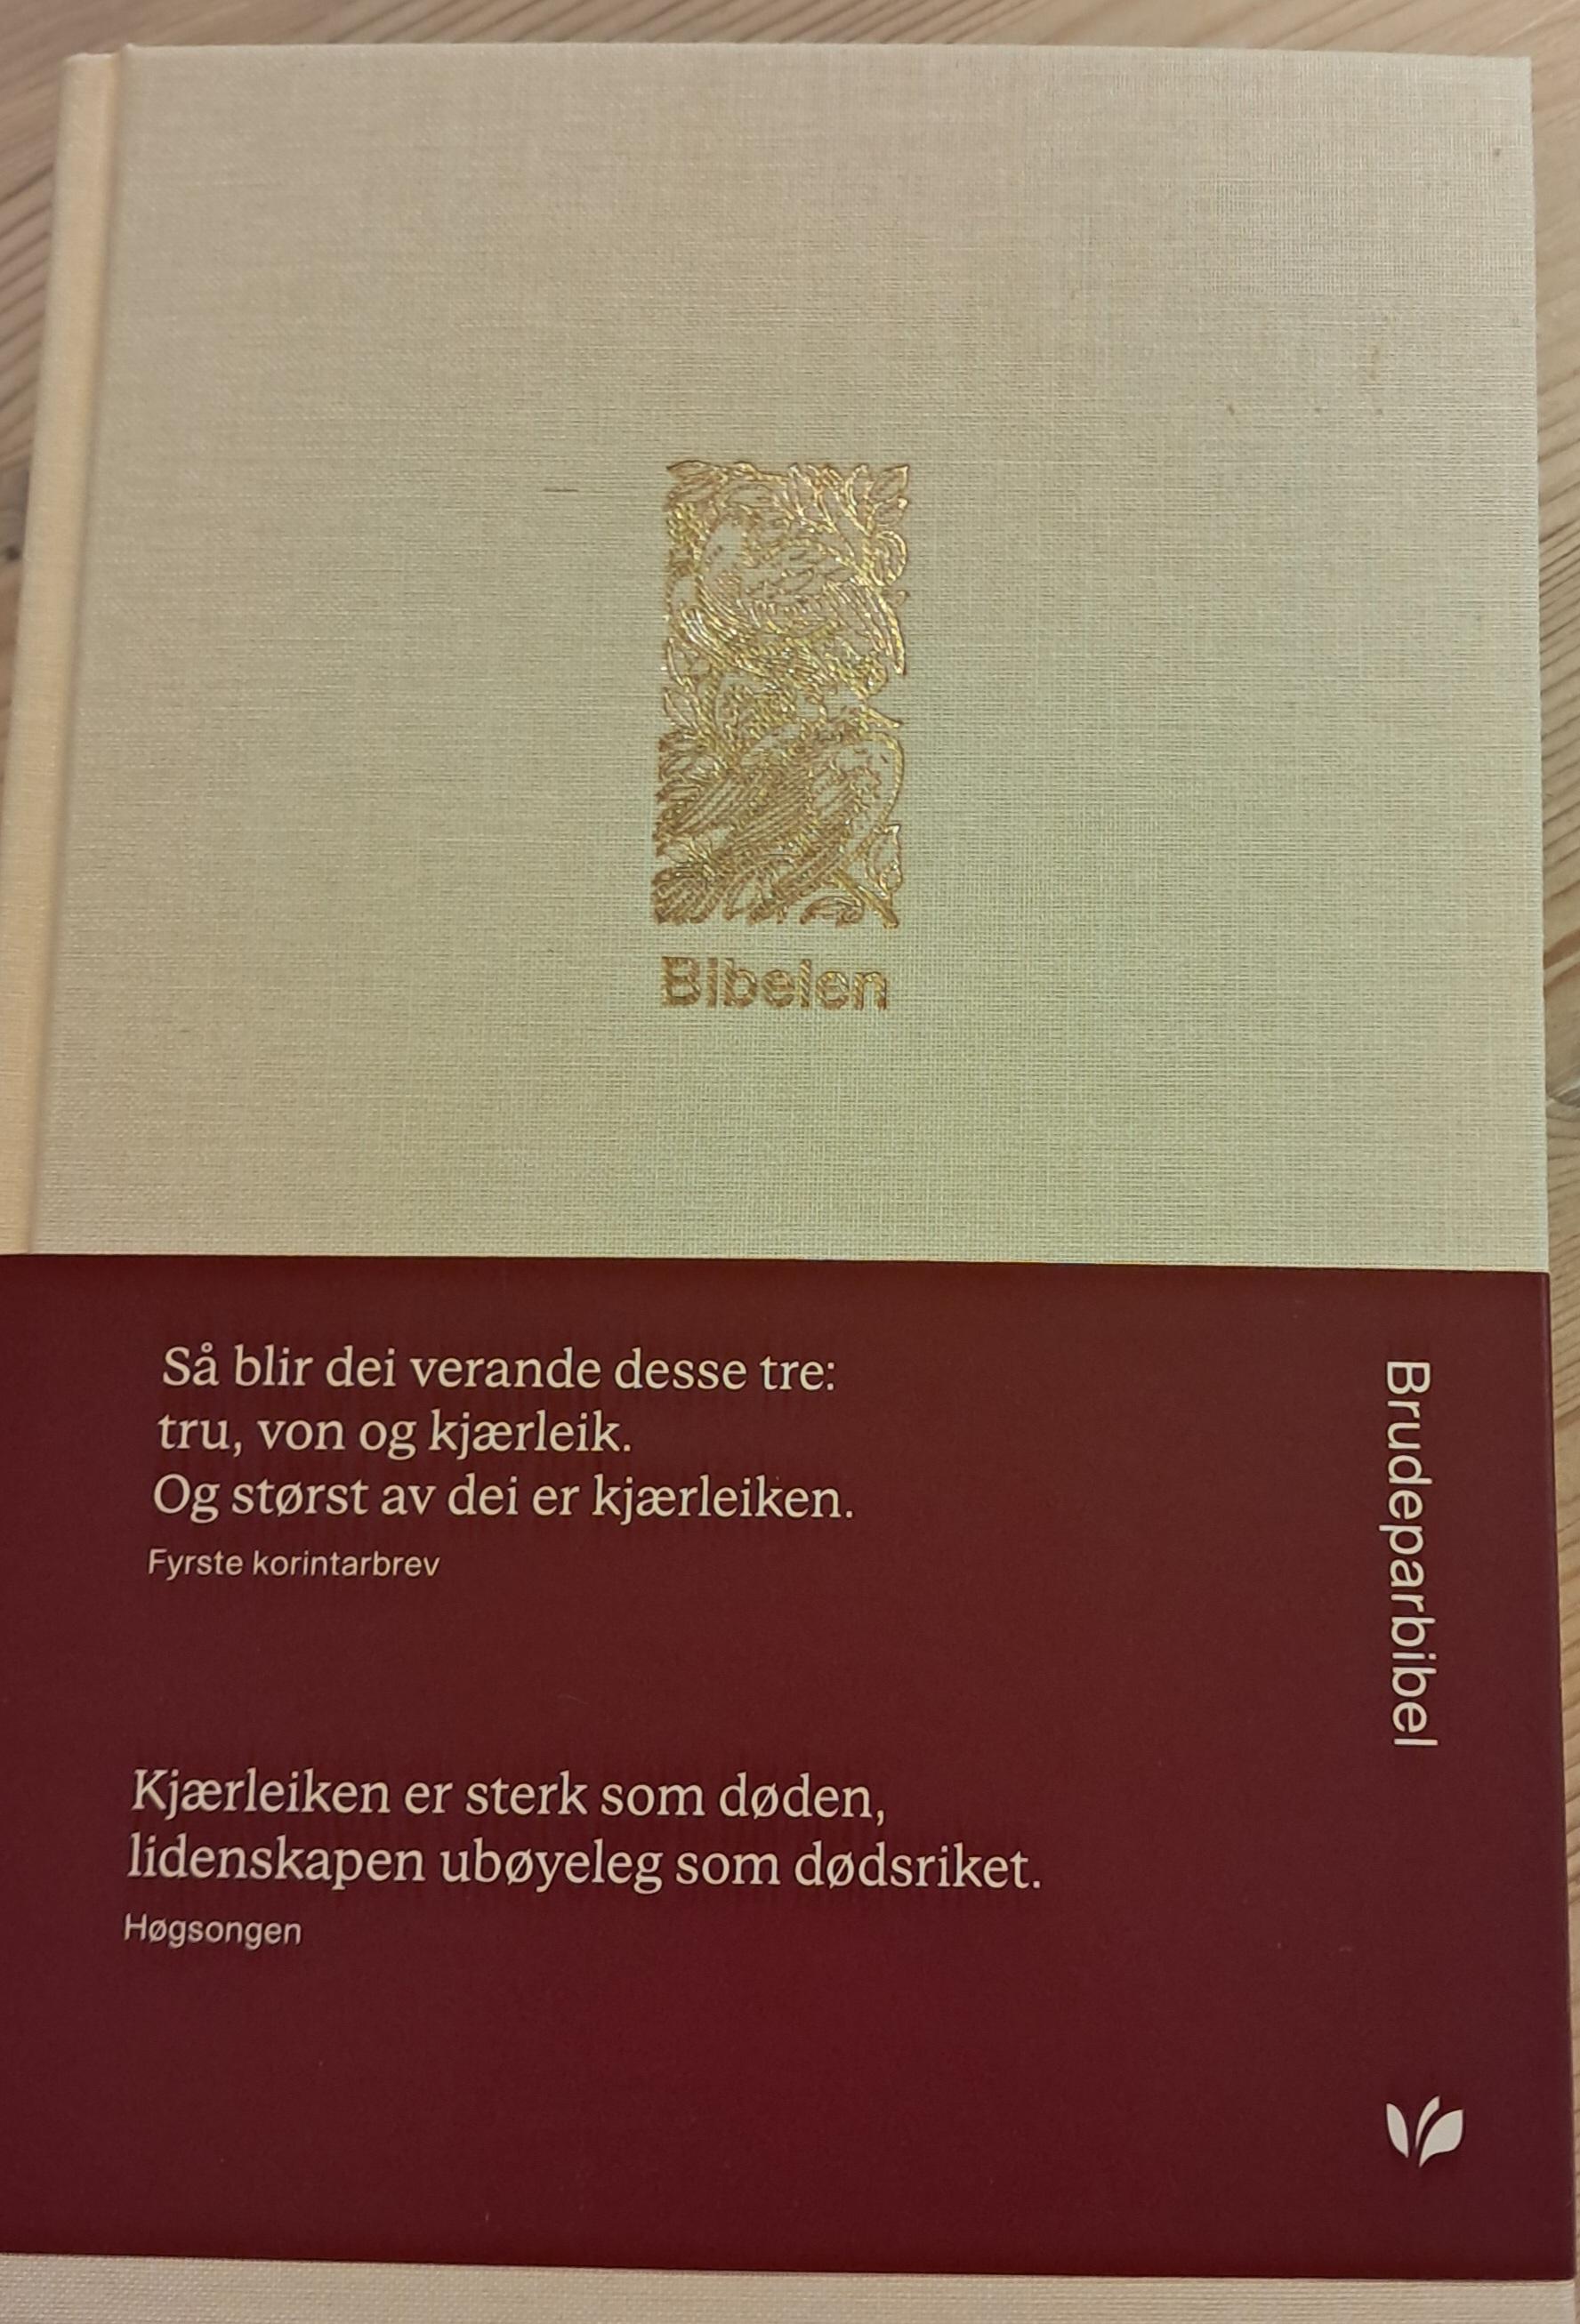 Bibelen
Så blir dei verande desse tre:
tru, von og kjærleik.
Og størst av dei er kjærleiken.
Fyrste korintarbrev
Kjærleiken er sterk som døden,
lidenskapen ubøyeleg som dødsriket.
Høgsongen
Brudeparbibel